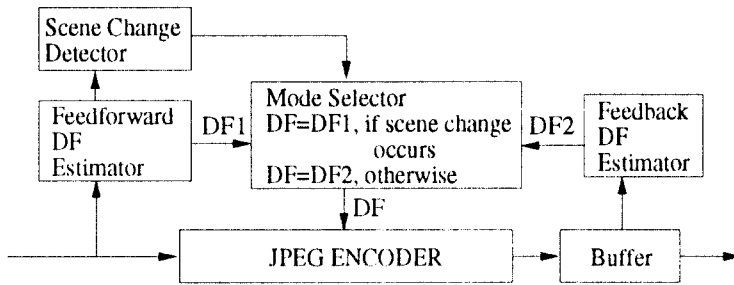 Scene Change
Detector
Feedforward
DF
Estimator
DF1
Mode Selector
DF=DF1, if scene change
occurs
DF=DF2, otherwise
DF2
Feedback
DF
Estimator
DF
JPEG ENCODER
Buffer